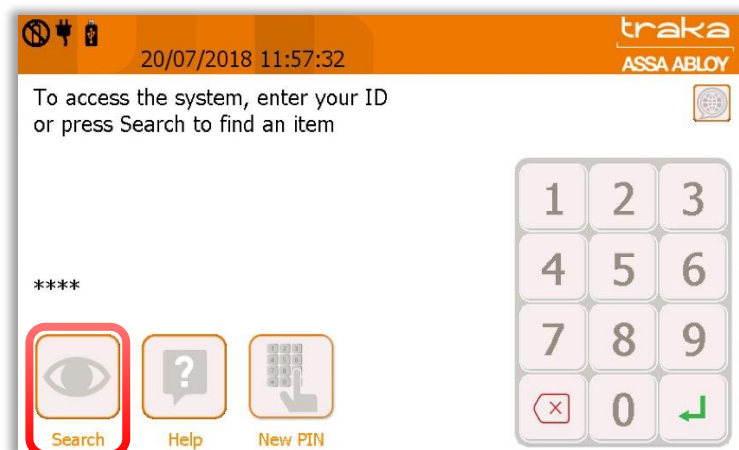 traka
20/07/2018 11:57:32
ASSA ABLOY
To access the system, enter your ID
or press Search to find an item
1 2 3
4 5 6
****
7 8 9
?
0
Search Help New PIN